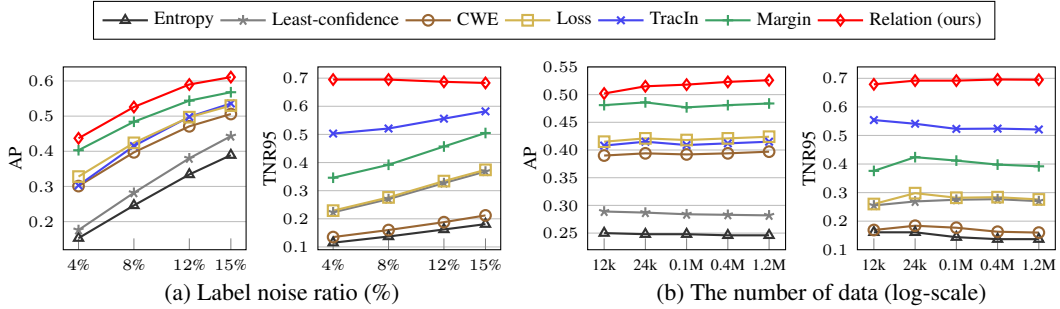 Entropy Least-confidence CWE Loss TracIn Margin Relation (ours)
AP
0.6
0.5
0.4
0.3
0.2
4% 8% 12% 15%
TNR95
0.7
0.6
0.5
0.4
0.3
0.2
0.1
4% 8% 12% 15%
(a) Label noise ratio (%)
AP
0.55
0.50
0.45
0.40
0.35
0.30
0.25
12k 24k 0.1M 0.4M 1.2M
TNR95
0.7
0.6
0.5
0.4
0.3
0.2
0.1
12k 24k 0.1M 0.4M 1.2M
(b) The number of data (log-scale)